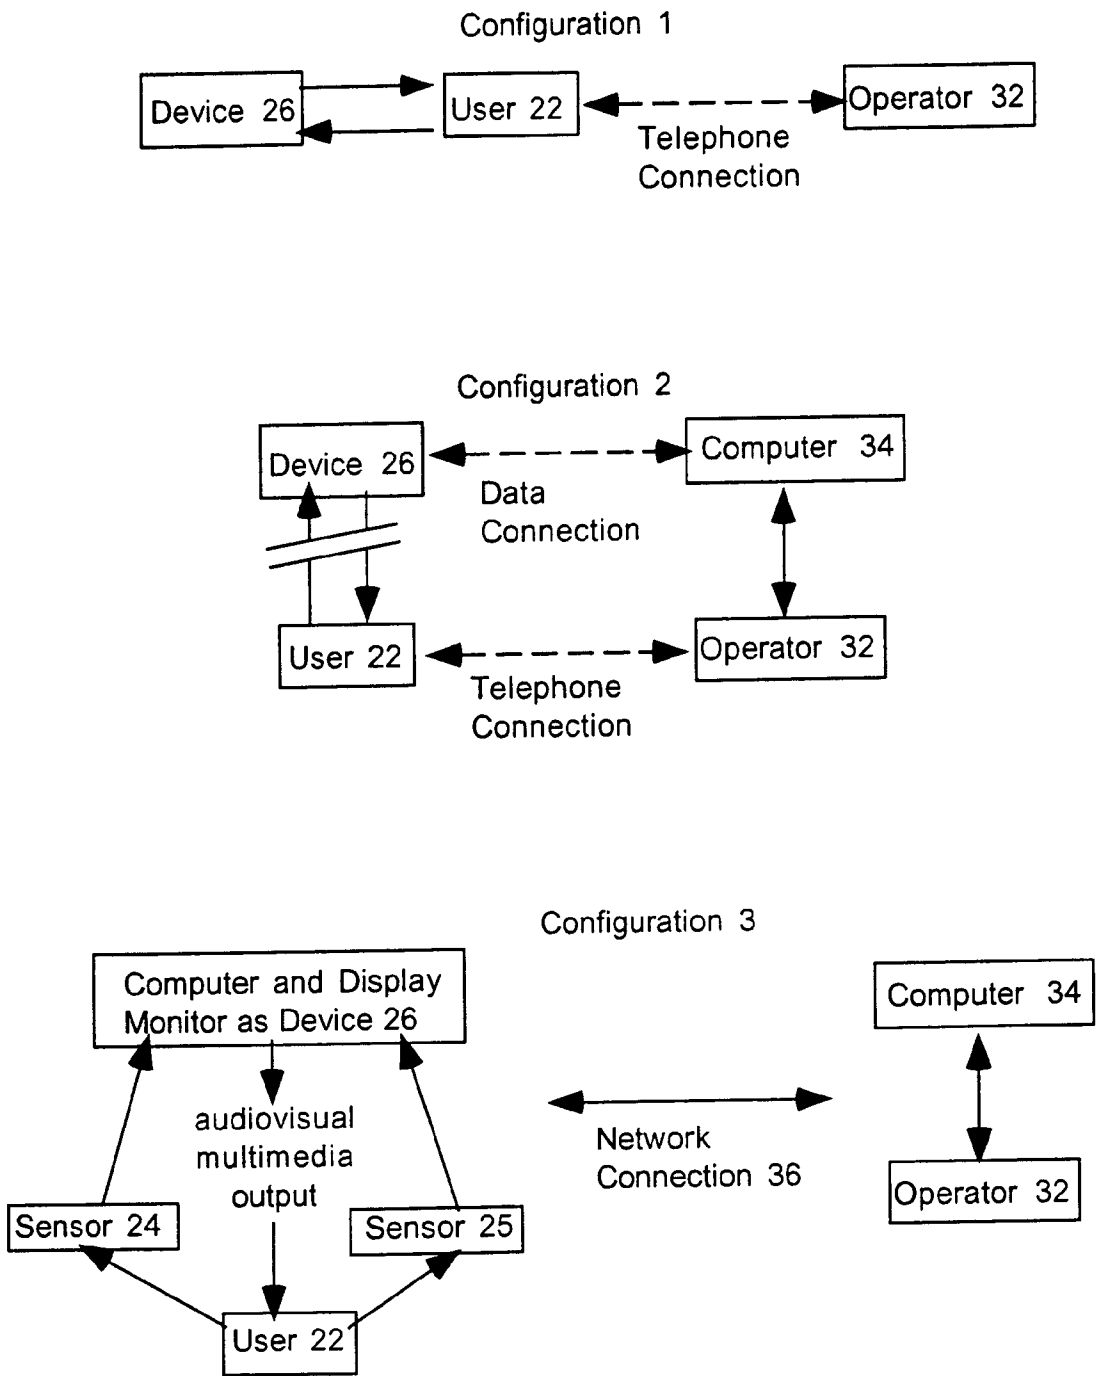 Configuration 1
Device 26
User 22
Operator 32
Telephone
Connection
Configuration 2
Device 26
Computer 34
Data
Connection
User 22
Operator 32
Telephone
Connection
Configuration 3
Computer and Display
Monitor as Device 26
Computer 34
audiovisual
multimedia
output
Network
Connection 36
Sensor 24
Sensor 25
Operator 32
User 22